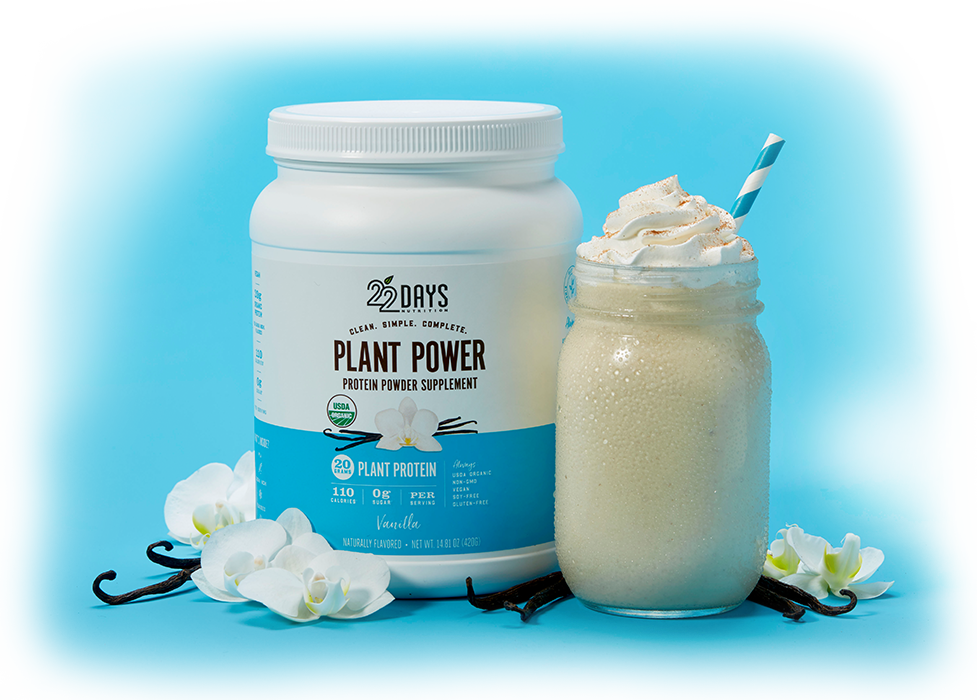 22 DAYS
NUTRITION
CLEAN. SIMPLE. COMPLETE.
PLANT POWER
PROTEIN POWDER SUPPLEMENT
USDA
ORGANIC
20 GRAMS PLANT PROTEIN
110 CALORIES 0g SUGAR PER SERVING
Always
USDA ORGANIC
NON-GMO
VEGAN
SOY-FREE
GLUTEN-FREE
Vanilla
NATURALLY FLAVORED • NET WT. 14.81 OZ (420G)